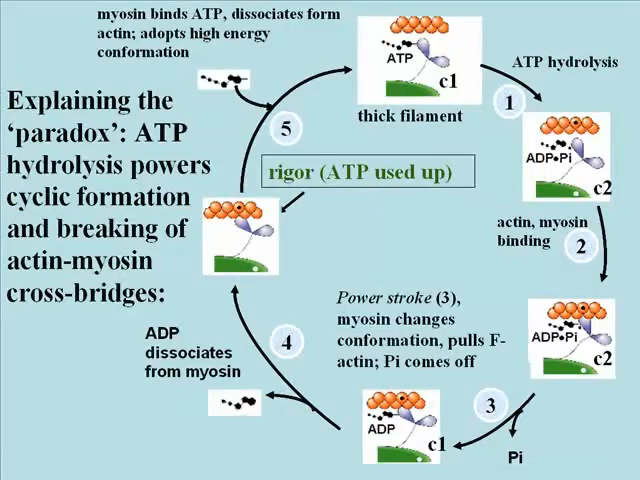 myosin binds ATP, dissociates form
actin; adopts high energy
conformation
Explaining the
‘paradox’: ATP
hydrolysis powers
cyclic formation
and breaking of
actin-myosin
cross-bridges:
ATP
c1
thick filament
ATP hydrolysis
1
ADP•Pi
c2
actin, myosin
binding
2
ADP•Pi
c2
Power stroke (3),
myosin changes
conformation, pulls F-
actin; Pi comes off
3
Pi
ADP
c1
4
ADP
dissociates
from myosin
rigor (ATP used up)
5